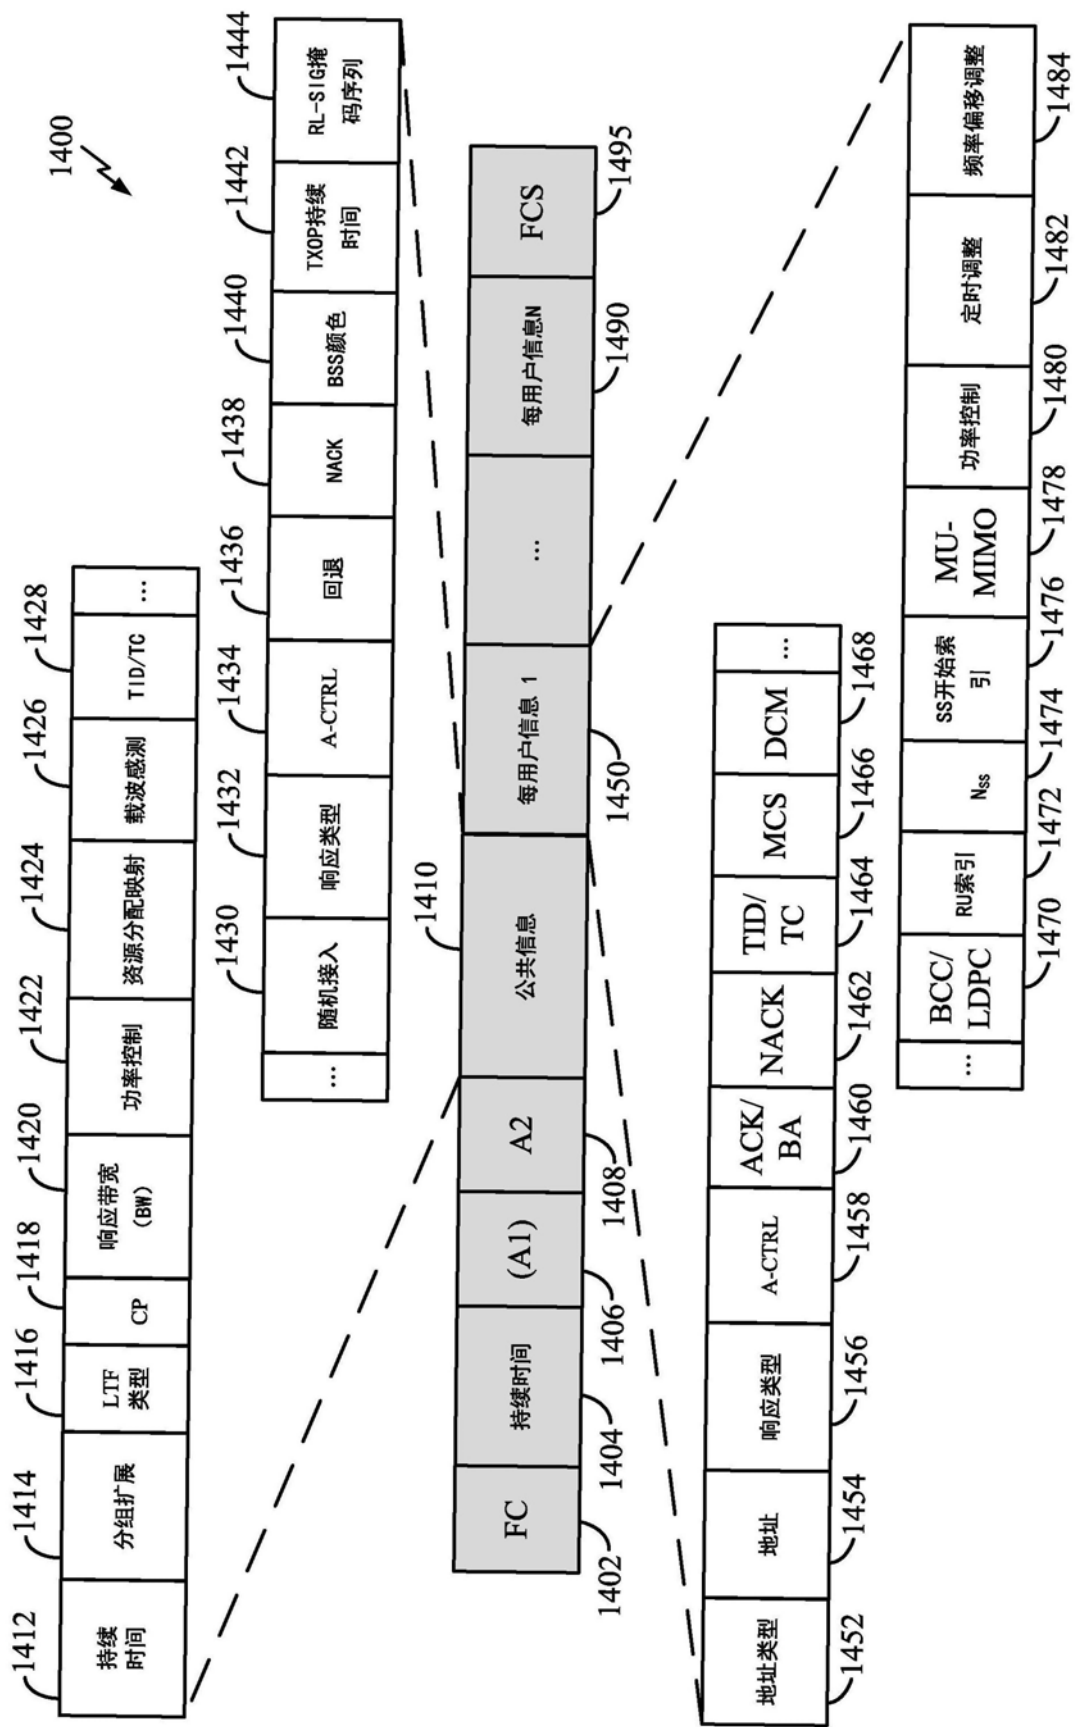 1400
1412
1414
1416
1418
1420
1422
1424
1426
1428
持续
时间
分组扩展
LTF
类型
CP
响应带宽
(BW)
功率控制
资源分配映射
载波感测
TID/TC
...
1430
1432
1434
1436
1438
1440
1442
1444
...
随机接入
响应类型
A-CTRL
回退
NACK
BSS颜色
TXOP持续
时间
RL-SIG掩
码序列
1410
FC
持续时间
(A1)
A2
公共信息
每用户信息 1
...
每用户信息N
FCS
1402
1404
1406
1408
1450
1490
1495
地址类型
地址
响应类型
A-CTRL
ACK/
BA
NACK
TID/
TC
MCS
DCM
...
1452
1454
1456
1458
1460
1462
1464
1466
1468
...
BCC/
LDPC
RU索引
Nss
SS开始索
引
MU-
MIMO
功率控制
定时调整
频率偏移调整
1470
1472
1474
1476
1478
1480
1482
1484